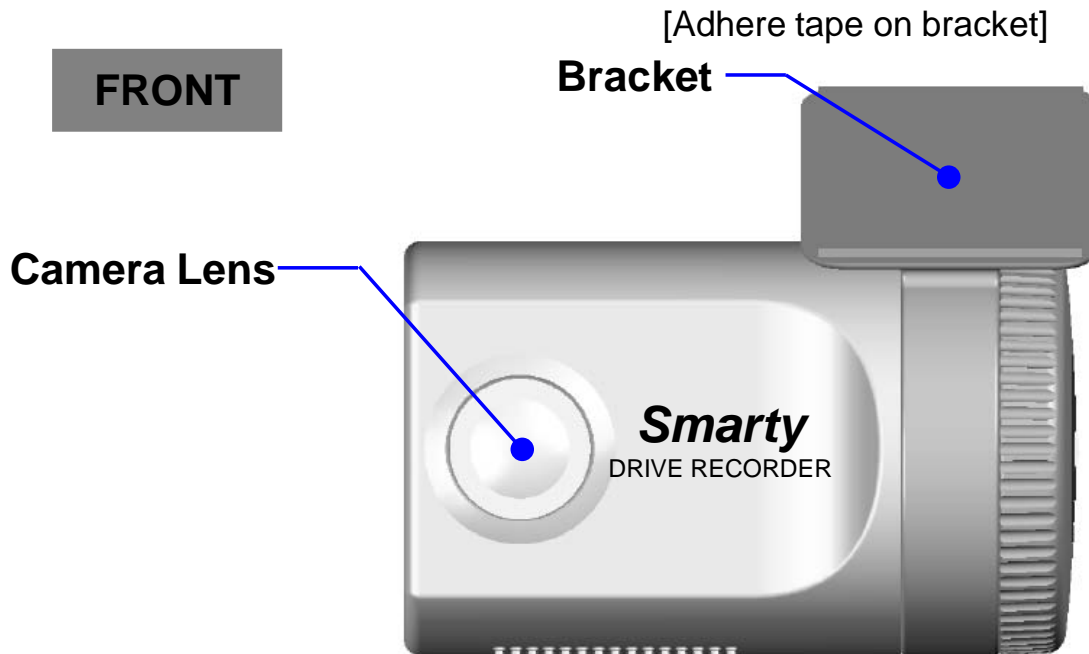 [Adhere tape on bracket]
Bracket
FRONT
Camera Lens
Smarty
DRIVE RECORDER